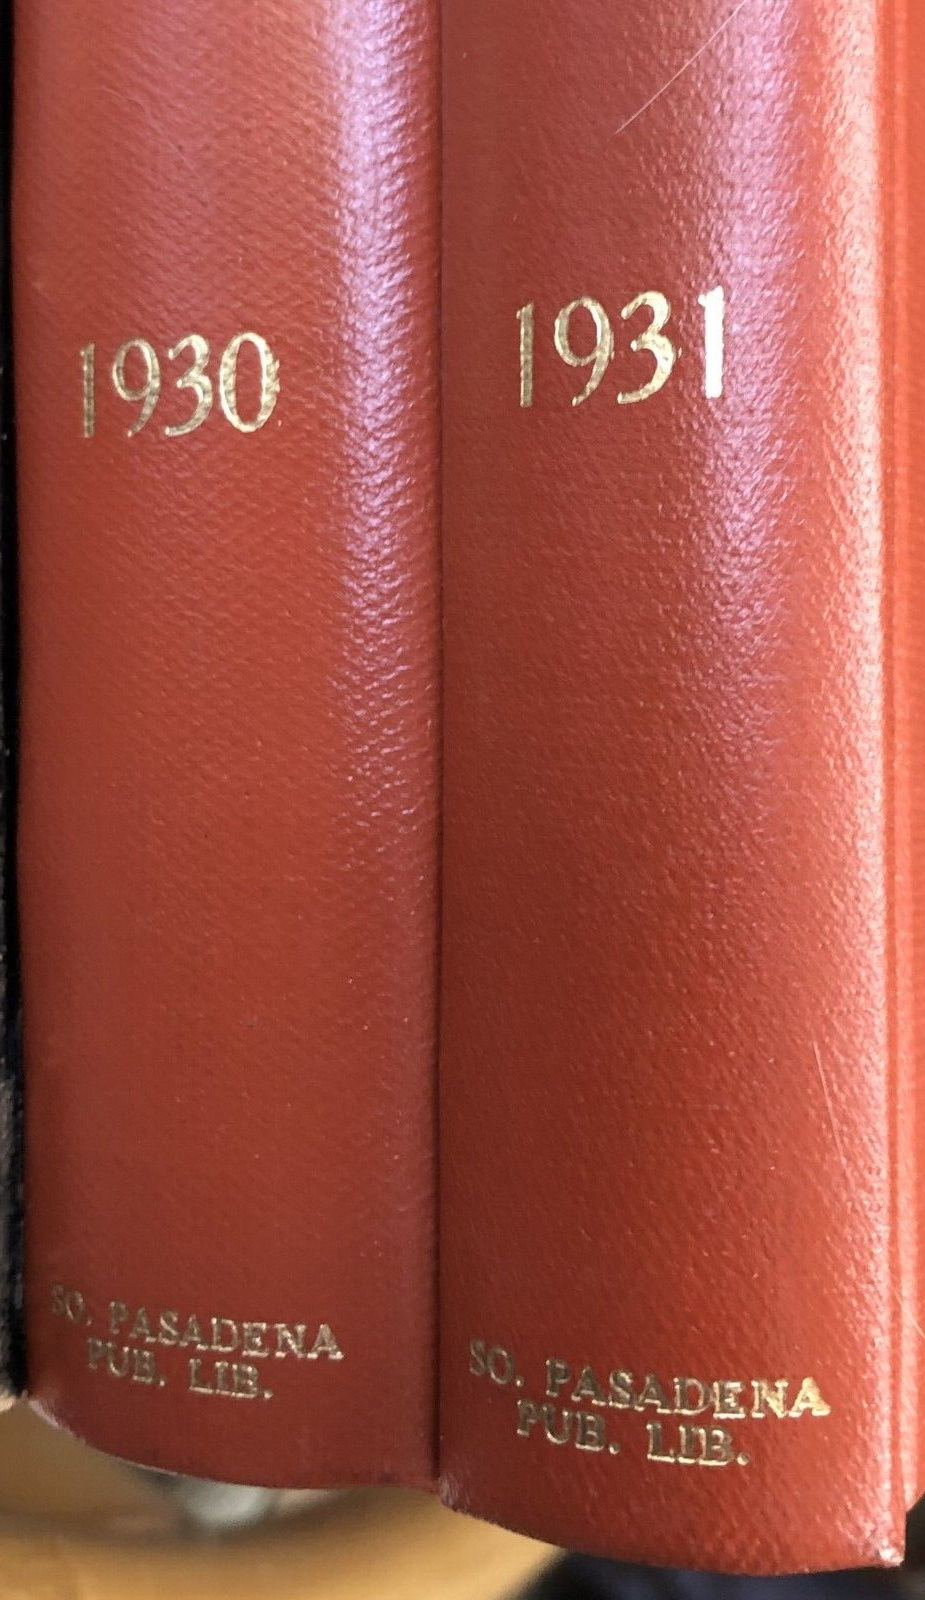 1930
SO. PASADENA
PUB. LIB.
1931
SO. PASADENA
PUB. LIB.